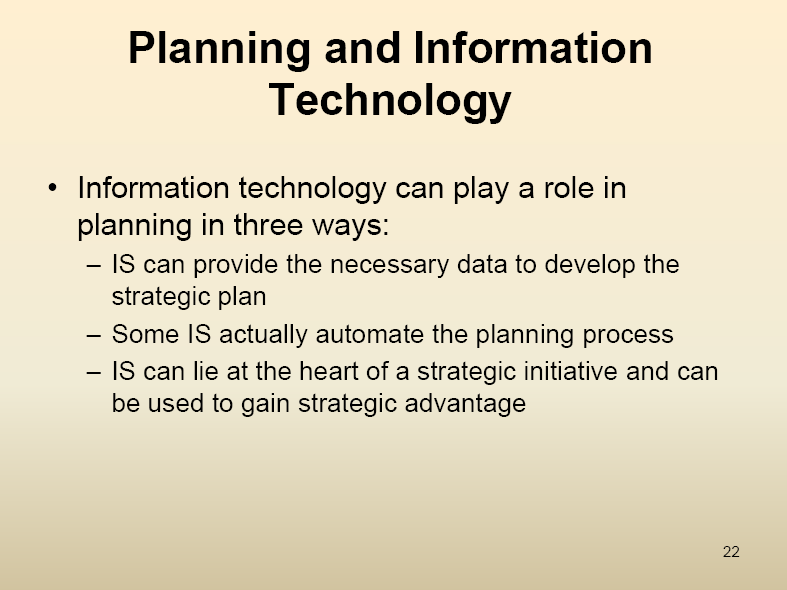 Planning and Information
Technology
• Information technology can play a role in
planning in three ways:
– IS can provide the necessary data to develop the
strategic plan
– Some IS actually automate the planning process
– IS can lie at the heart of a strategic initiative and can
be used to gain strategic advantage
22